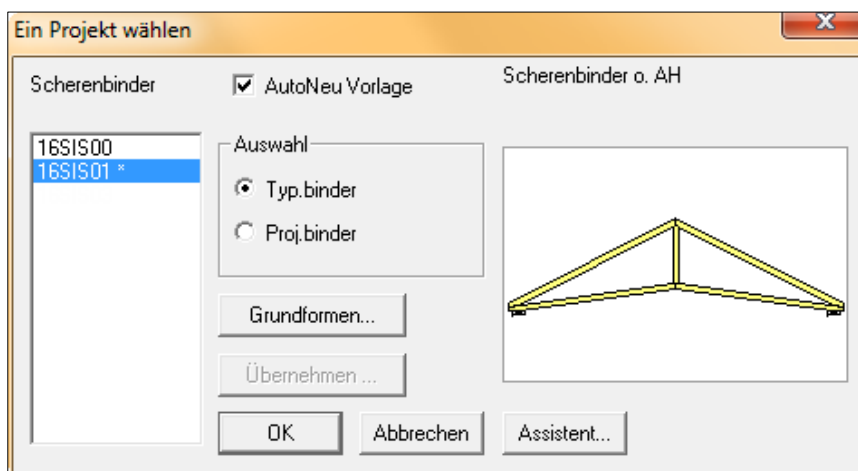 Ein Projekt wählen
Scherenbinder
AutoNeu Vorlage
Scherenbinder o. AH
16SIS00
16SIS01 *
Auswahl
Typ.binder
Proj.binder
Grundformen...
Übernehmen ...
OK
Abbrechen
Assistent...